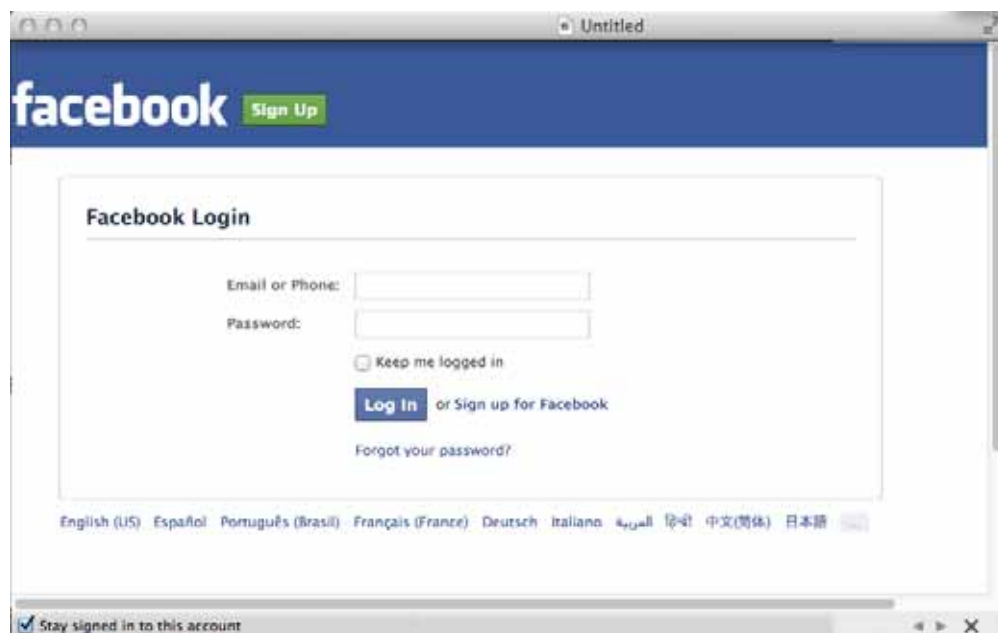 Untitled
facebook Sign Up
Facebook Login
Email or Phone:
Password:
Keep me logged in
Log In or Sign up for Facebook
Forgot your password?
English (US) Español Português (Brasil) Français (France) Deutsch Italiano العربية हिन्दी 中文(简体) 日本語
Stay signed in to this account